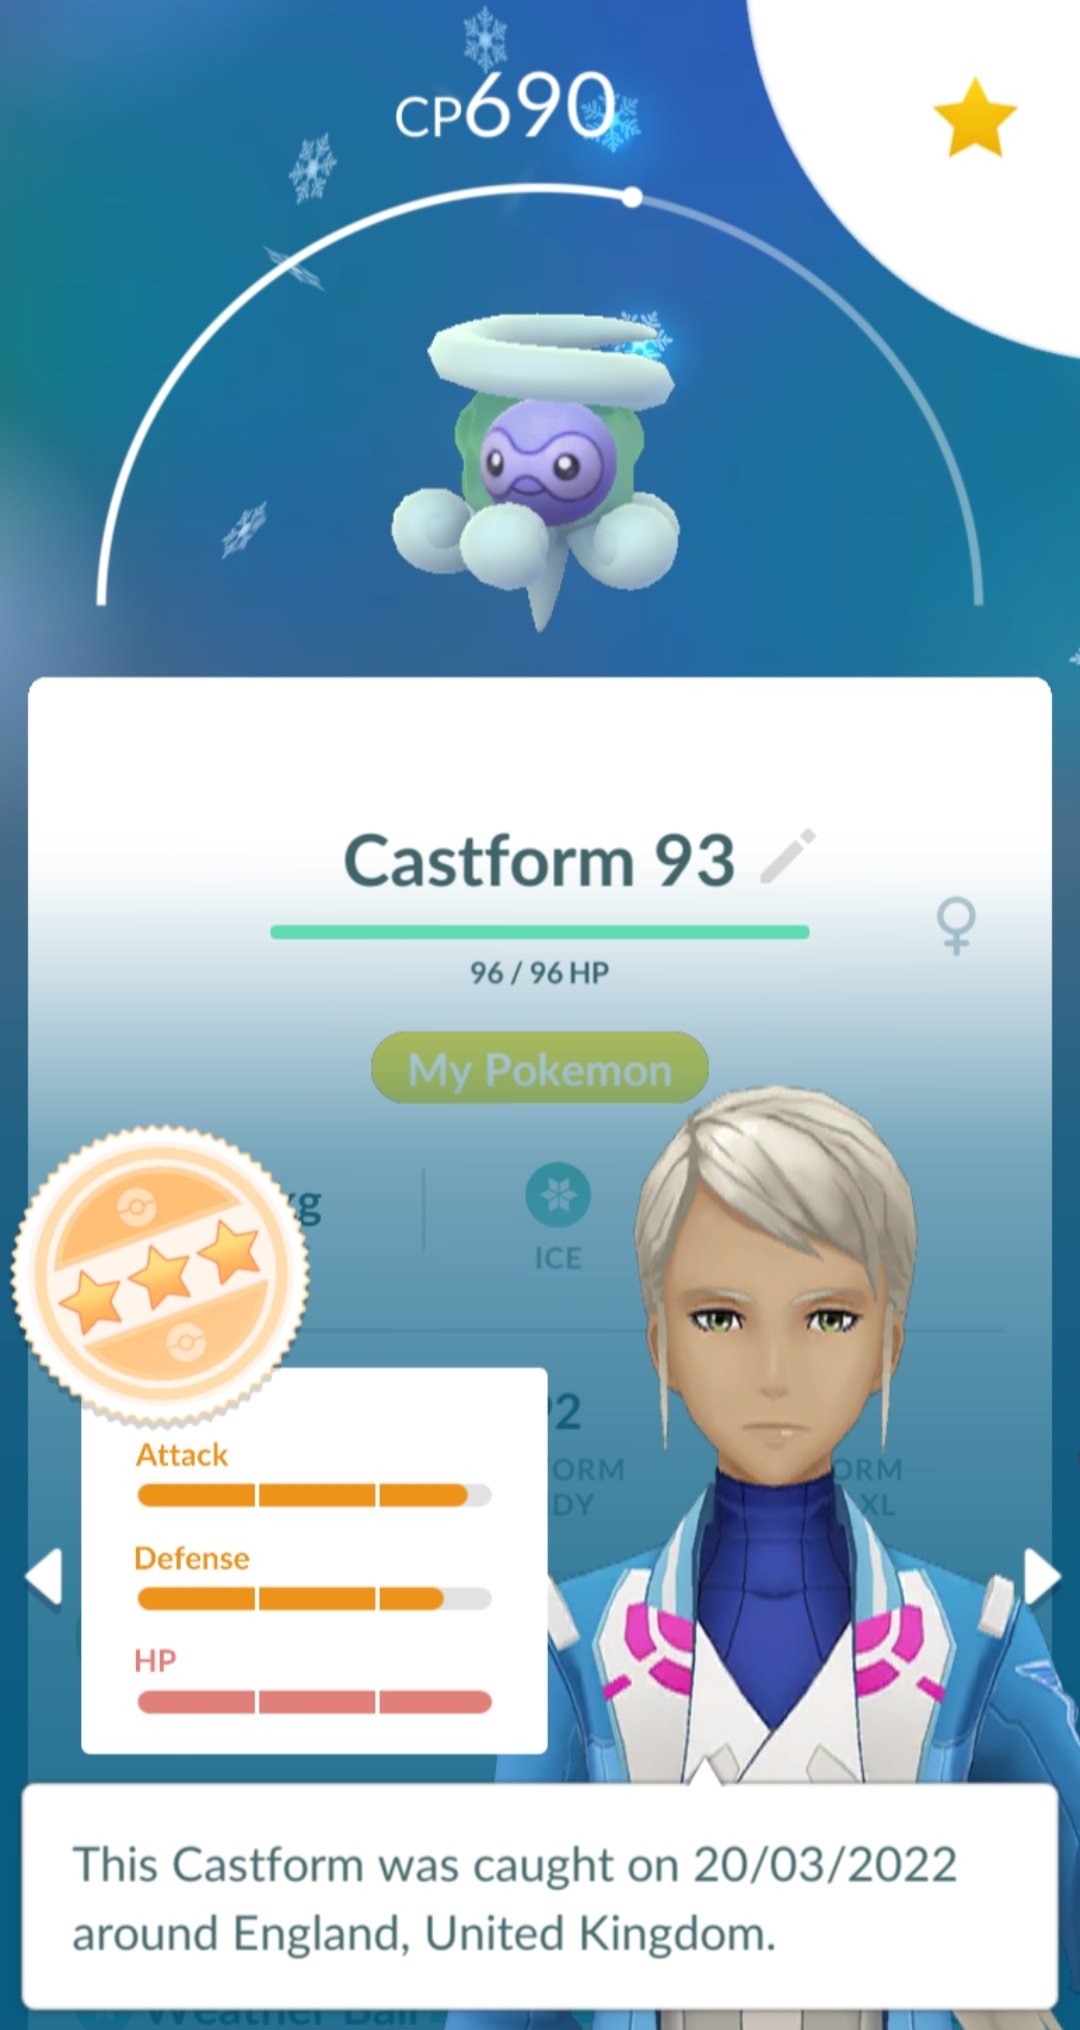 CP690
Castform 93
96 / 96 HP
My Pokemon
kg
ICE
92
ORM
ORM
DY
XL
Attack
Defense
HP
This Castform was caught on 20/03/2022
around England, United Kingdom.
Weather Ball